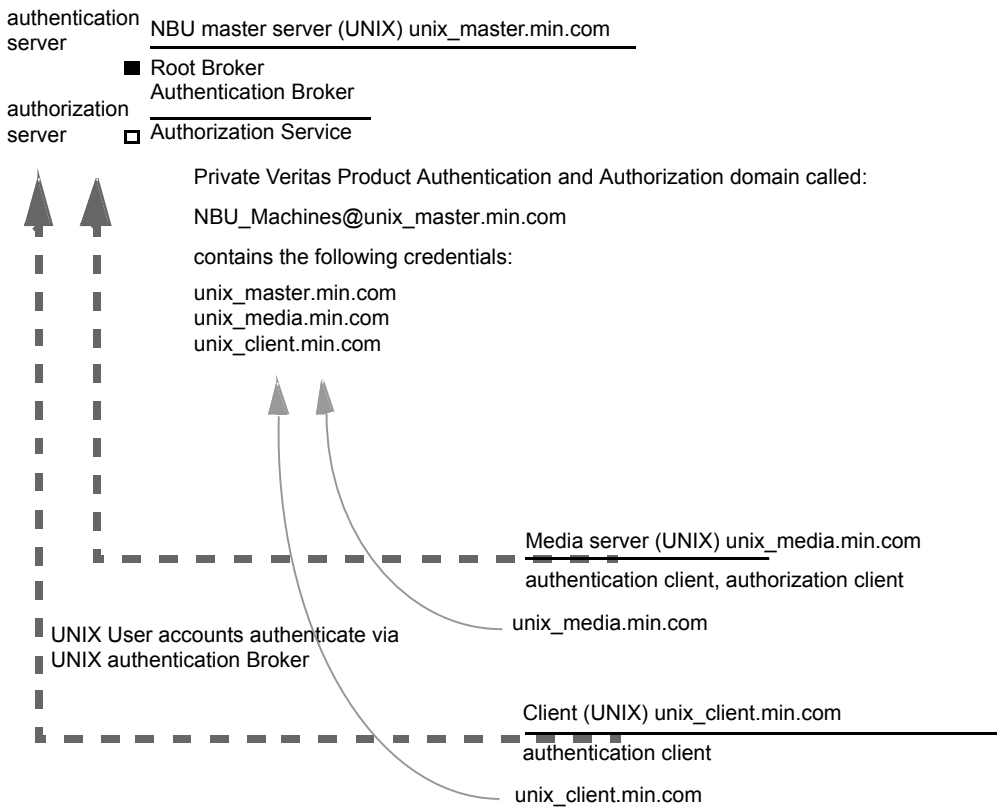 authentication
server
NBU master server (UNIX) unix_master.min.com
Root Broker
Authentication Broker
authorization
server
Authorization Service
Private Veritas Product Authentication and Authorization domain called:
NBU_Machines@unix_master.min.com
contains the following credentials:
unix_master.min.com
unix_media.min.com
unix_client.min.com
Media server (UNIX) unix_media.min.com
authentication client, authorization client
unix_media.min.com
UNIX User accounts authenticate via
UNIX authentication Broker
Client (UNIX) unix_client.min.com
authentication client
unix_client.min.com